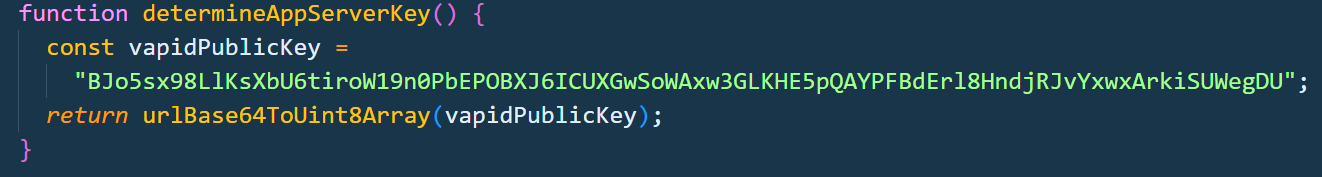 function determineAppServerKey() {
const vapidPublicKey =
"BJo5sx98LlKsXbU6tiroW19n0PbEPOBXJ6ICUXGwSoWAxw3GLKHE5pQAYPFBdErl8HndjRJvYxwxArkiSUWegDU";
return urlBase64ToUint8Array(vapidPublicKey);
}